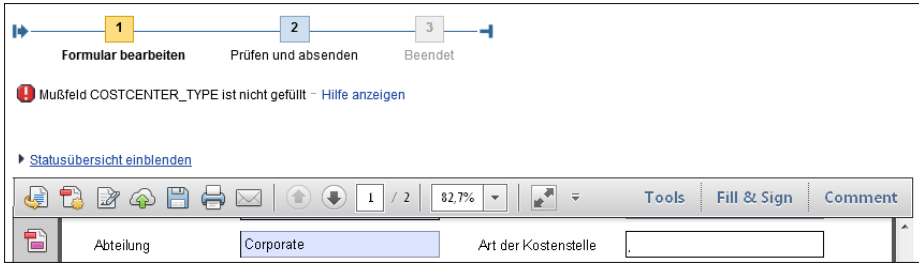 1 2 3
Formular bearbeiten Prüfen und absenden Beendet
! Mußfeld COSTCENTER_TYPE ist nicht gefüllt - Hilfe anzeigen
Statusübersicht einblenden
1 / 2 82,7% Tools Fill & Sign Comment
Abteilung Corporate Art der Kostenstelle .